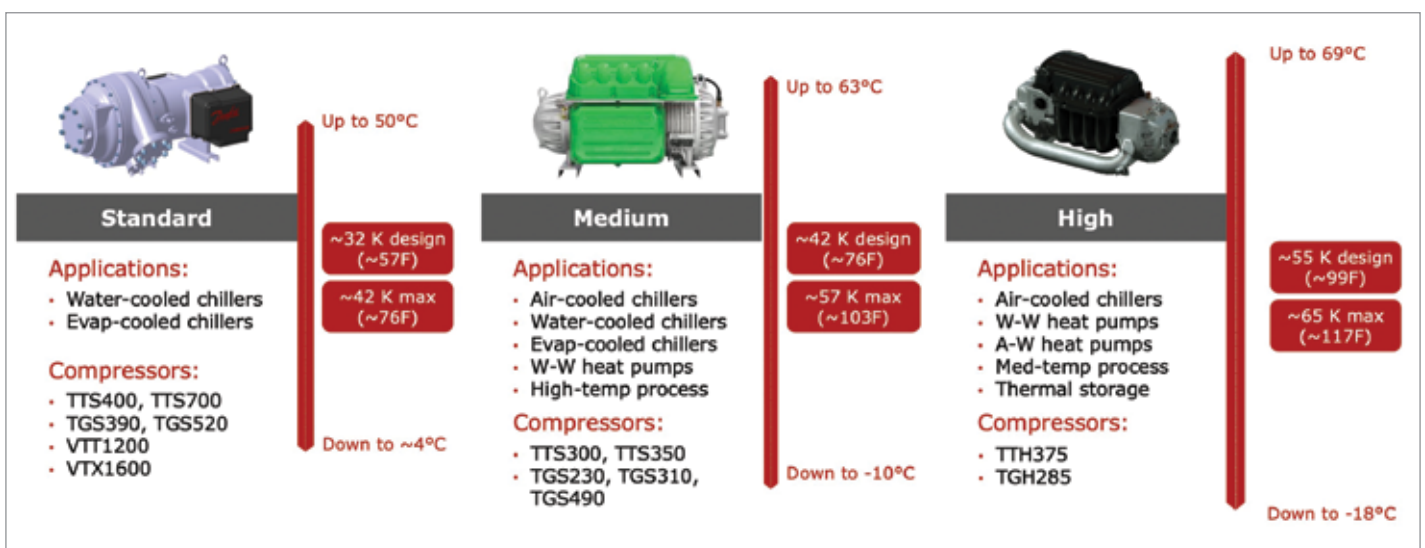 Up to 50°C
Standard
~32 K design
(~57F)
~42 K max
(~76F)
Applications:
• Water-cooled chillers
• Evap-cooled chillers
Compressors:
• TTS400, TTS700
• TGS390, TGS520
• VTT1200
• VTX1600
Down to ~4°C
Up to 63°C
Medium
~42 K design
(~76F)
~57 K max
(~103F)
Applications:
• Air-cooled chillers
• Water-cooled chillers
• Evap-cooled chillers
• W-W heat pumps
• High-temp process
Compressors:
• TTS300, TTS350
• TGS230, TGS310,
TGS490
Down to -10°C
Up to 69°C
High
~55 K design
(~99F)
~65 K max
(~117F)
Applications:
• Air-cooled chillers
• W-W heat pumps
• A-W heat pumps
• Med-temp process
• Thermal storage
Compressors:
• TTH375
• TGH285
Down to -18°C